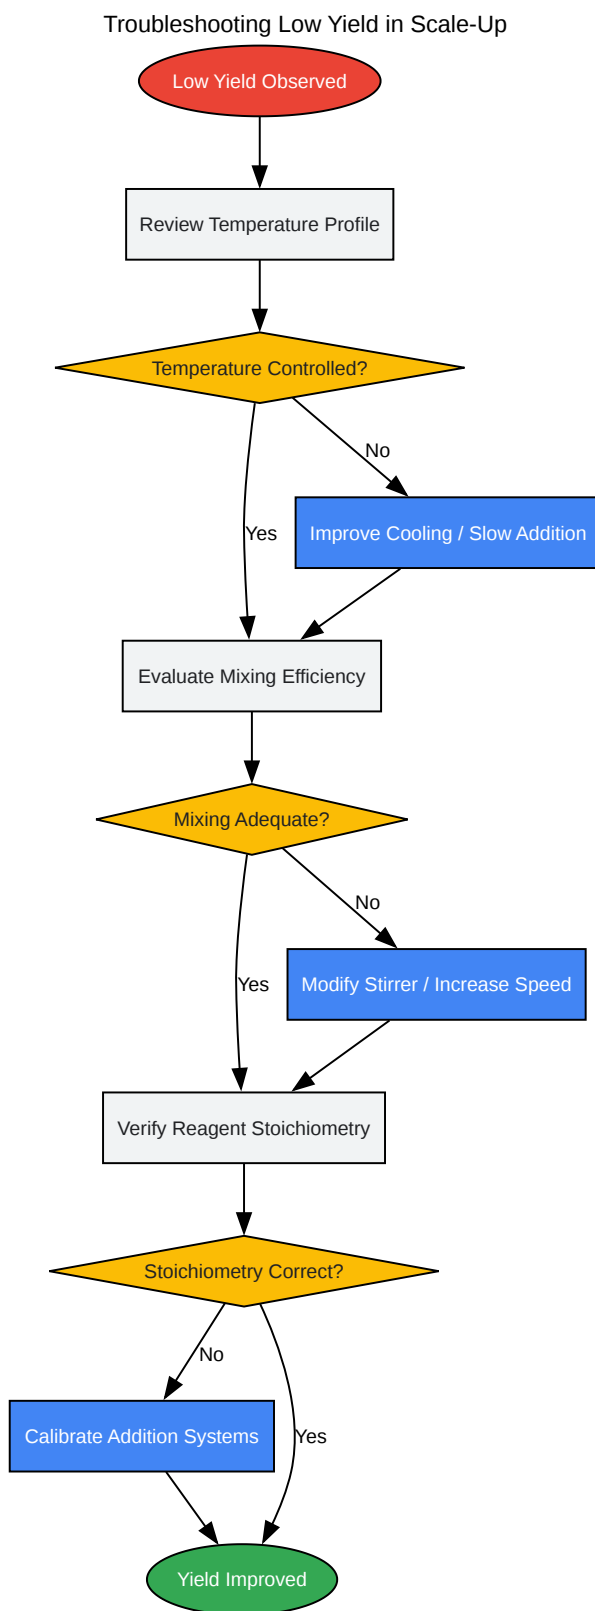 Troubleshooting Low Yield in Scale-Up
Low Yield Observed
Review Temperature Profile
Temperature Controlled?
No
Yes
Improve Cooling / Slow Addition
Evaluate Mixing Efficiency
Mixing Adequate?
No
Yes
Modify Stirrer / Increase Speed
Verify Reagent Stoichiometry
Stoichiometry Correct?
No
Calibrate Addition Systems
Yes
Yield Improved